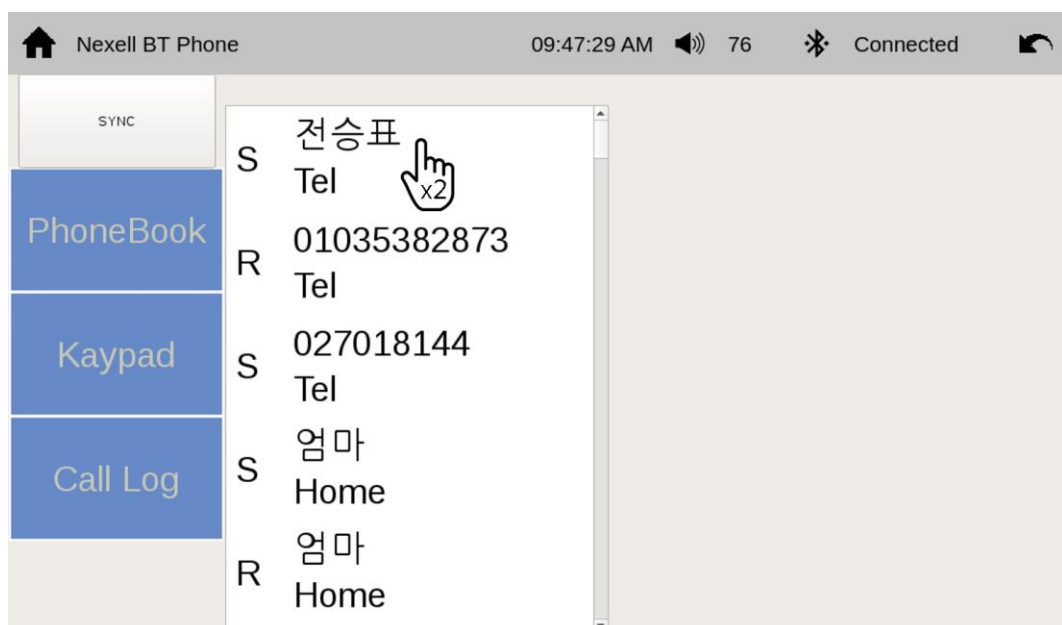 Nexell BT Phone 09:47:29 AM 76 Connected
SYNC
PhoneBook
Kaypad
Call Log
S 전승표
Tel
x2
R 01035382873
Tel
S 027018144
Tel
S 엄마
Home
R 엄마
Home